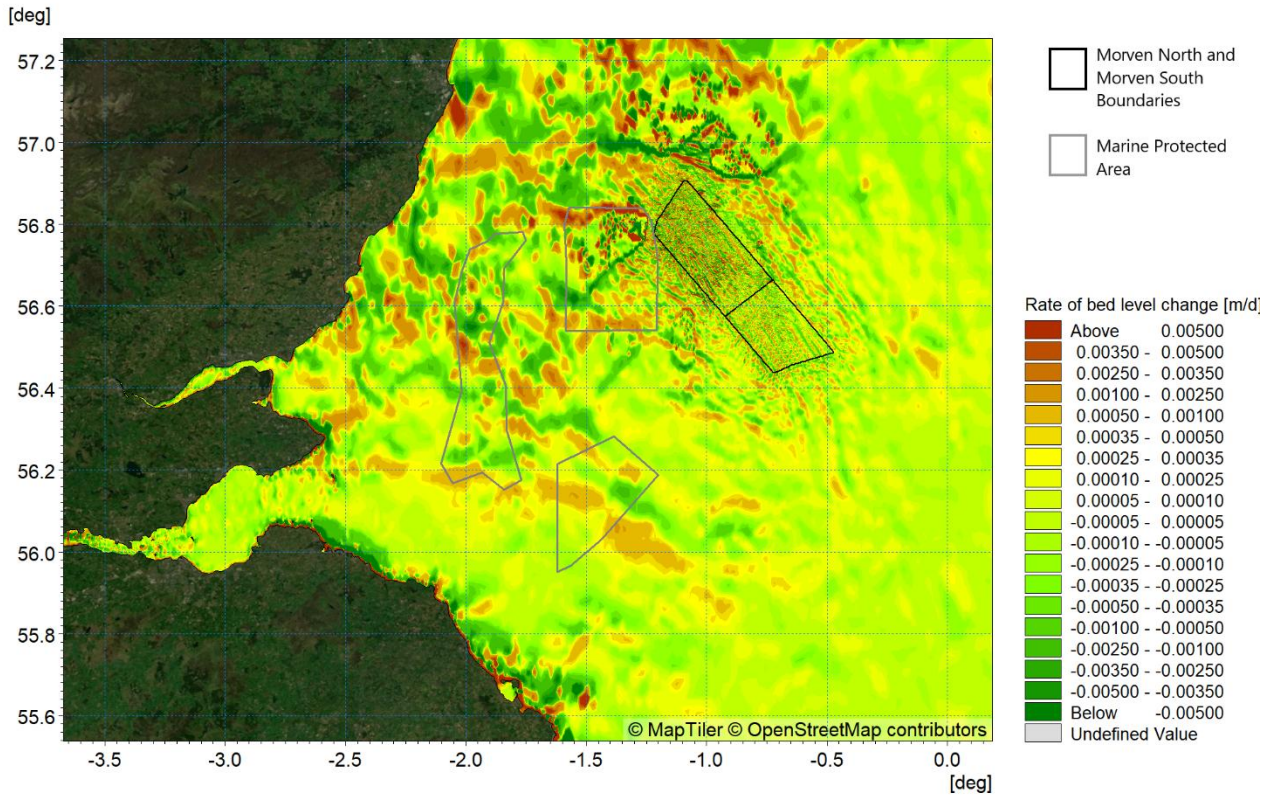 [deg]
57.2
57.0
56.8
56.6
56.4
56.2
56.0
55.8
55.6
-3.5 -3.0 -2.5 -2.0 -1.5 -1.0 -0.5 0.0
[deg]
© MapTiler © OpenStreetMap contributors
Morven North and
Morven South
Boundaries
Marine Protected
Area
Rate of bed level change [m/d]
Above 0.00500
0.00350 - 0.00500
0.00250 - 0.00350
0.00100 - 0.00250
0.00050 - 0.00100
0.00035 - 0.00050
0.00025 - 0.00035
0.00010 - 0.00025
0.00005 - 0.00010
-0.00005 - 0.00005
-0.00010 - -0.00005
-0.00025 - -0.00010
-0.00035 - -0.00025
-0.00050 - -0.00035
-0.00100 - -0.00050
-0.00250 - -0.00100
-0.00350 - -0.00250
-0.00500 - -0.00350
Below -0.00500
Undefined Value